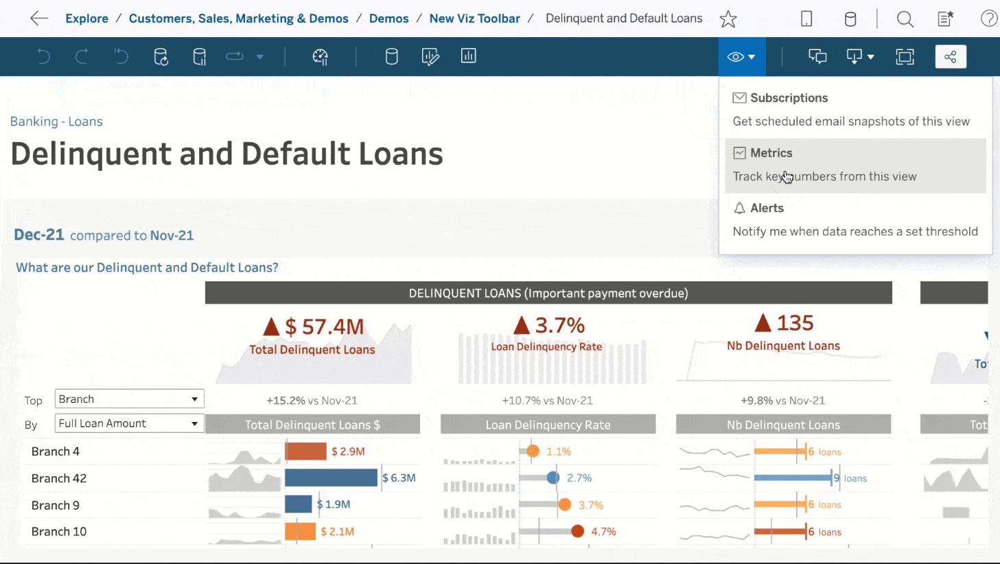 Explore / Customers, Sales, Marketing & Demos / Demos / New Viz Toolbar / Delinquent and Default Loans
Subscriptions
Get scheduled email snapshots of this view
Metrics
Track key numbers from this view
Alerts
Notify me when data reaches a set threshold
Banking - Loans
Delinquent and Default Loans
Dec-21 compared to Nov-21
What are our Delinquent and Default Loans?
DELINQUENT LOANS (Important payment overdue)
▲ $ 57.4M ▲ 3.7% ▲ 135
Total Delinquent Loans Loan Delinquency Rate Nb Delinquent Loans
Top Branch +15.2% vs Nov-21 +10.7% vs Nov-21 +9.8% vs Nov-21
By Full Loan Amount Total Delinquent Loans $ Loan Delinquency Rate Nb Delinquent Loans
Branch 4 $ 2.9M 1.1% 6 loans
Branch 42 $ 6.3M 2.7% 9 loans
Branch 9 $ 1.9M 3.7% 6 loans
Branch 10 $ 2.1M 4.7% 6 loans